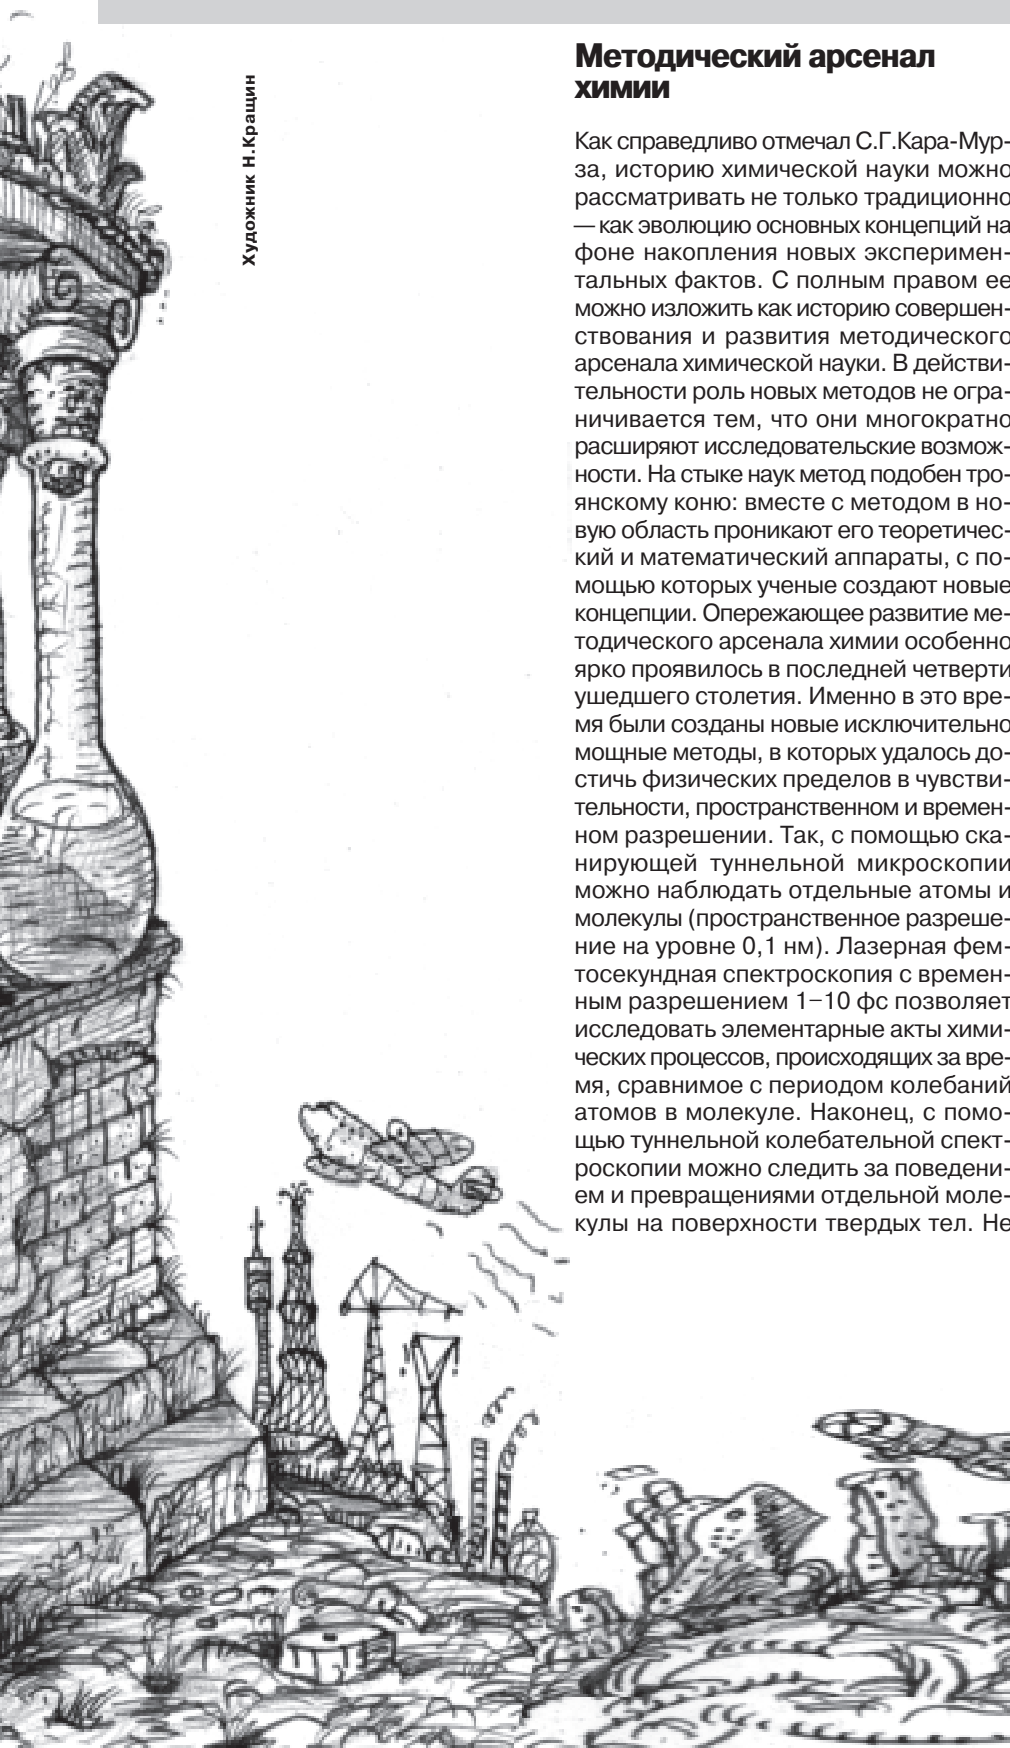 Художник Н.Кращин
Методический арсенал
химии
Как справедливо отмечал С.Г.Кара-Мур-
за, историю химической науки можно
рассматривать не только традиционно
— как эволюцию основных концепций на
фоне накопления новых эксперимен-
тальных фактов. С полным правом ее
можно изложить как историю совершен-
ствования и развития методического
арсенала химической науки. В действи-
тельности роль новых методов не огра-
ничивается тем, что они многократно
расширяют исследовательские возмож-
ности. На стыке наук метод подобен тро-
янскому коню: вместе с методом в но-
вую область проникают его теоретичес-
кий и математический аппараты, с по-
мощью которых ученые создают новые
концепции. Опережающее развитие ме-
тодического арсенала химии особенно
ярко проявилось в последней четверти
ушедшего столетия. Именно в это вре-
мя были созданы новые исключительно
мощные методы, в которых удалось до-
стичь физических пределов в чувстви-
тельности, пространственном и времен-
ном разрешении. Так, с помощью ска-
нирующей туннельной микроскопии
можно наблюдать отдельные атомы и
молекулы (пространственное разреше-
ние на уровне 0,1 нм). Лазерная фем-
тосекундная спектроскопия с времен-
ным разрешением 1–10 фс позволяет
исследовать элементарные акты хими-
ческих процессов, происходящих за вре-
мя, сравнимое с периодом колебаний
атомов в молекуле. Наконец, с помо-
щью туннельной колебательной спект-
роскопии можно следить за поведени-
ем и превращениями отдельной моле-
кулы на поверхности твердых тел. Не